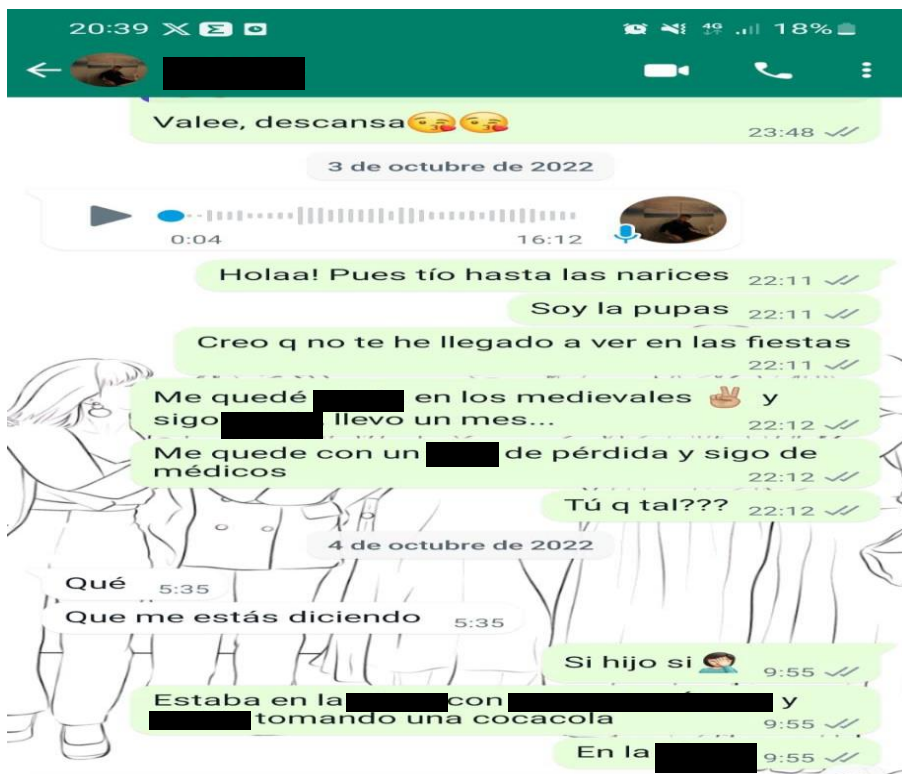 20:39
4G 18%
Valee, descansa😘😘
23:48
3 de octubre de 2022
0:04 16:12
Holaa! Pues tío hasta las narices 22:11
Soy la pupas 22:11
Creo q no te he llegado a ver en las fiestas
22:11
Me quedé en los medievales ✌🏼 y
sigo llevo un mes... 22:12
Me quede con un de pérdida y sigo de
médicos 22:12
Tú q tal??? 22:12
4 de octubre de 2022
Qué 5:35
Que me estás diciendo 5:35
Si hijo si 🤦🏻‍♀️ 9:55
Estaba en la con y
tomando una cocacola 9:55
En la 9:55